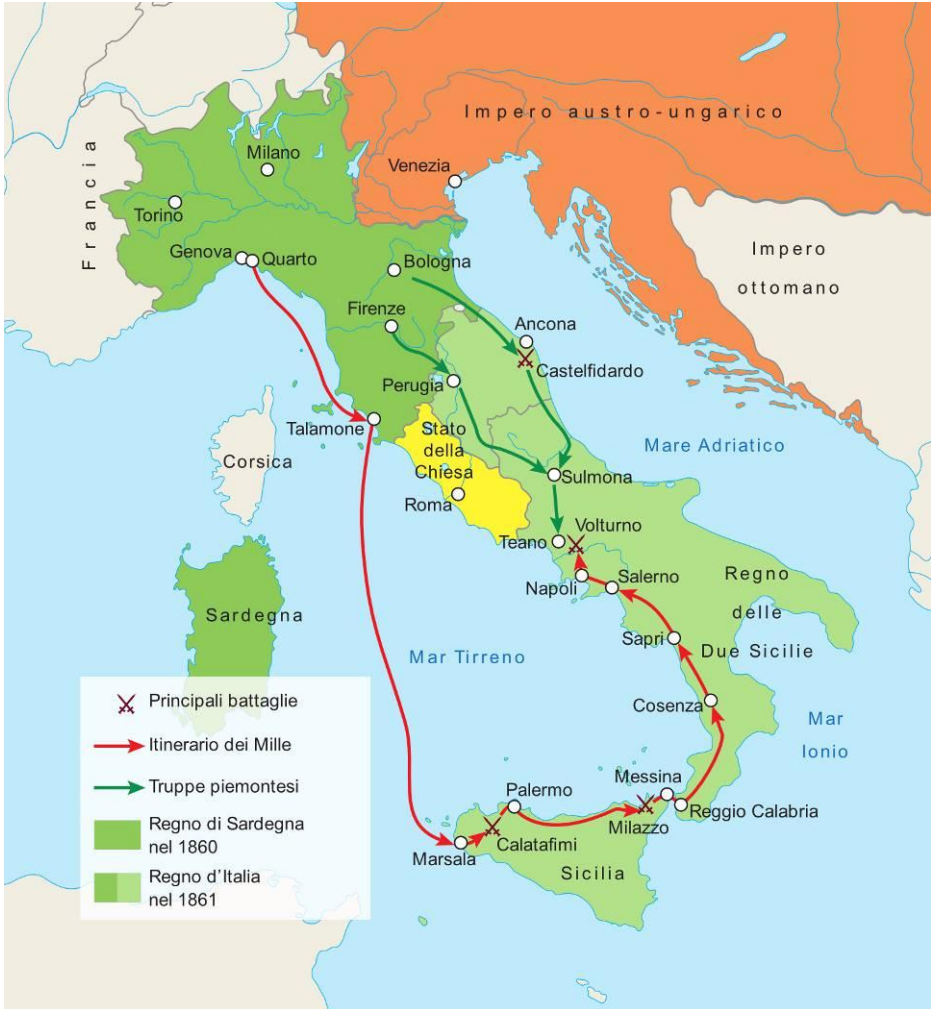 Impero austro-ungarico
Milano
Venezia
Francia
Torino
Genova
Quarto
Bologna
Impero
ottomano
Firenze
Ancona
Castelfidardo
Perugia
Talamone
Stato
della
Chiesa
Mare Adriatico
Corsica
Sulmona
Roma
Volturno
Teano
Regno
delle
Due Sicilie
Napoli
Salerno
Sardegna
Sapri
Mar Tirreno
Cosenza
Mar
Ionio
Messina
Palermo
Reggio Calabria
Milazzo
Marsala
Calatafimi
Sicilia
Principali battaglie
Itinerario dei Mille
Truppe piemontesi
Regno di Sardegna
nel 1860
Regno d'Italia
nel 1861